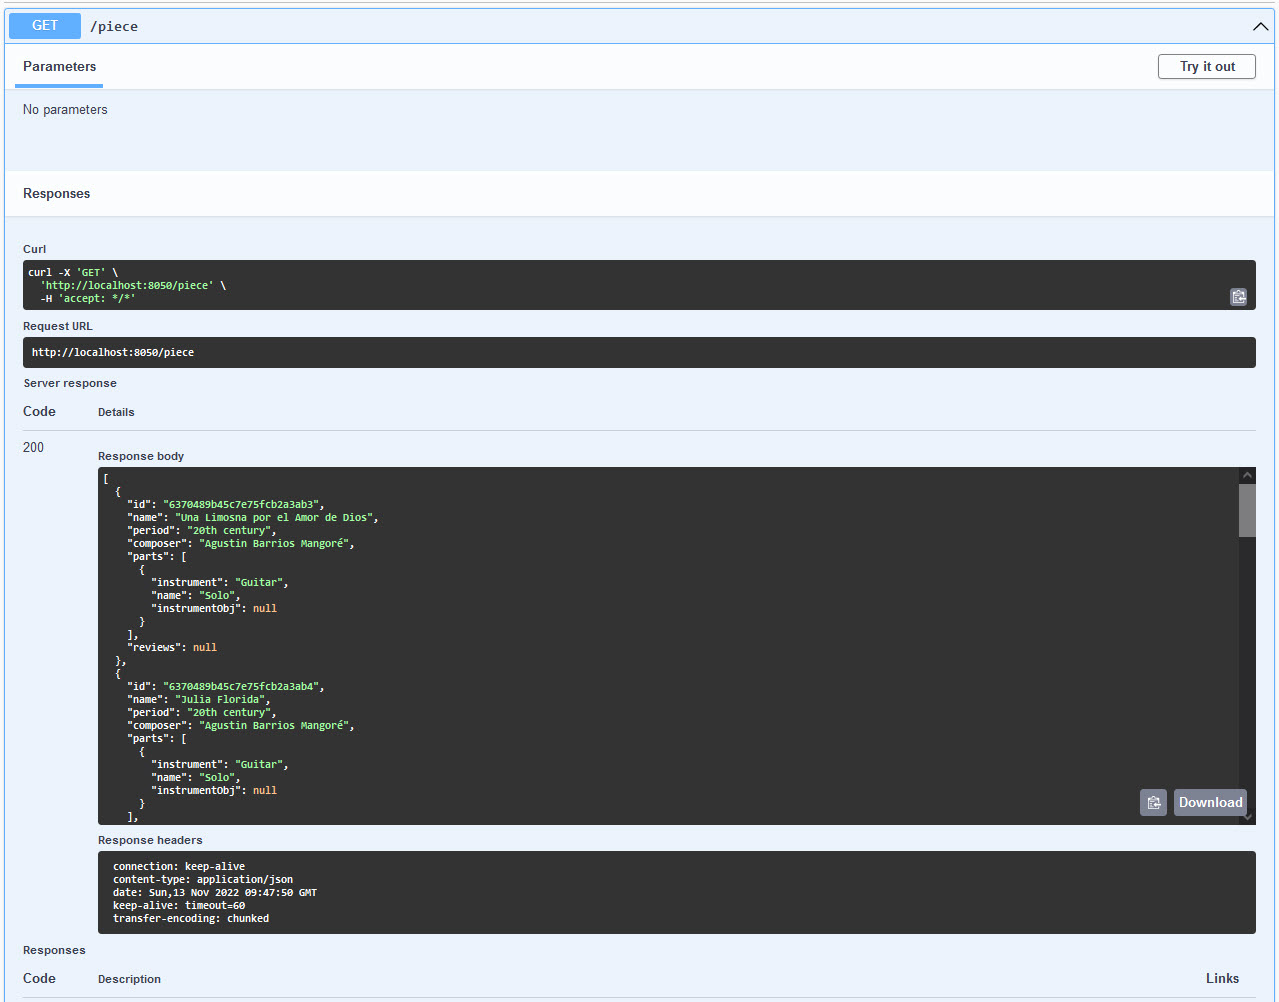 GET /piece
Parameters
Try it out
No parameters
Responses
Curl
curl -X 'GET' \
  'http://localhost:8050/piece' \
  -H 'accept: */*'
Request URL
http://localhost:8050/piece
Server response
Code Details
200
Response body
[
  {
    "id": "6370489b45c7e75fcb2a3ab3",
    "name": "Una Limosna por el Amor de Dios",
    "period": "20th century",
    "composer": "Agustin Barrios Mangoré",
    "parts": [
      {
        "instrument": "Guitar",
        "name": "Solo",
        "instrumentObj": null
      }
    ],
    "reviews": null
  },
  {
    "id": "6370489b45c7e75fcb2a3ab4",
    "name": "Julia Florida",
    "period": "20th century",
    "composer": "Agustin Barrios Mangoré",
    "parts": [
      {
        "instrument": "Guitar",
        "name": "Solo",
        "instrumentObj": null
      }
    ],
Download
Response headers
connection: keep-alive
content-type: application/json
date: Sun,13 Nov 2022 09:47:50 GMT
keep-alive: timeout=60
transfer-encoding: chunked
Responses
Code Description Links